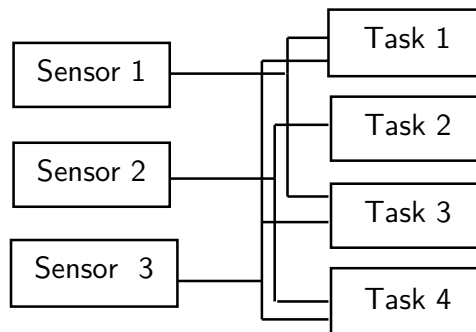 Sensor 1
Sensor 2
Sensor 3
Task 1
Task 2
Task 3
Task 4